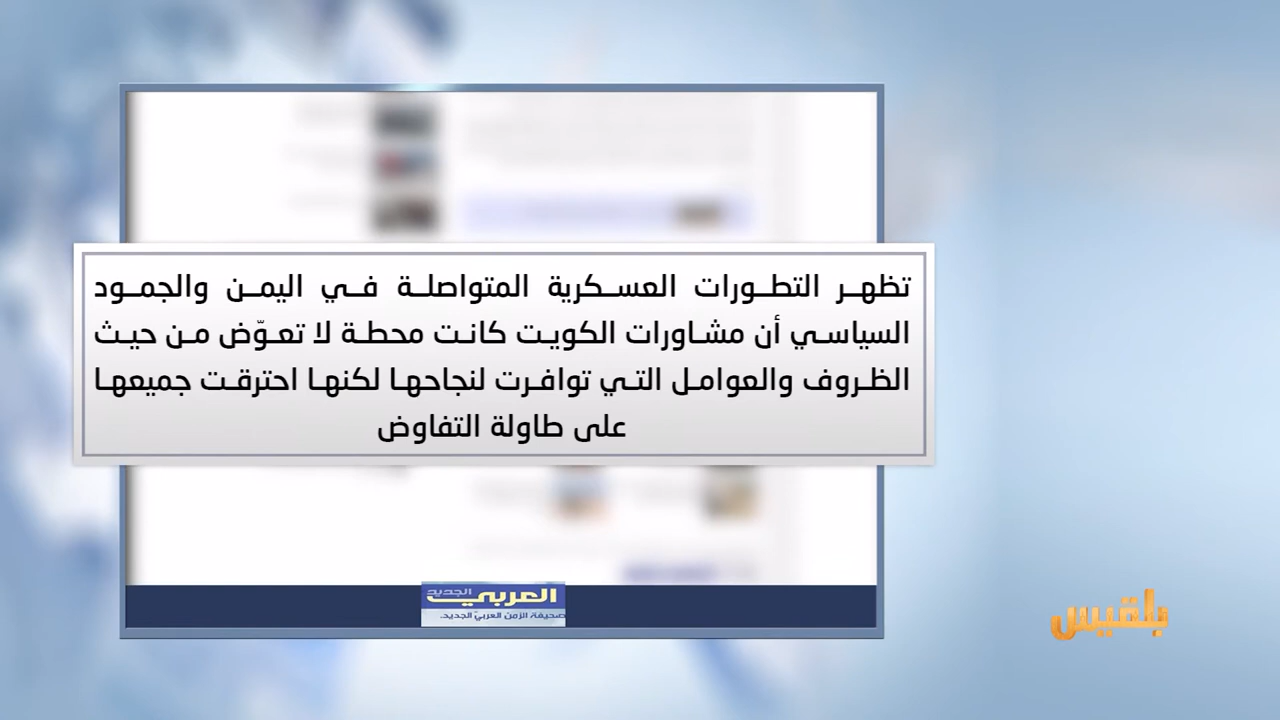 تظهر التطورات العسكرية المتواصلة في اليمن والجمود
السياسي أن مشاورات الكويت كانت محطة لا تعوّض من حيث
الظروف والعوامل التي توافرت لنجاحها لكنها احترقت جميعها
على طاولة التفاوض
العربي الجديد
صحيفة الزمن العربيّ الجديد.
بلقيس